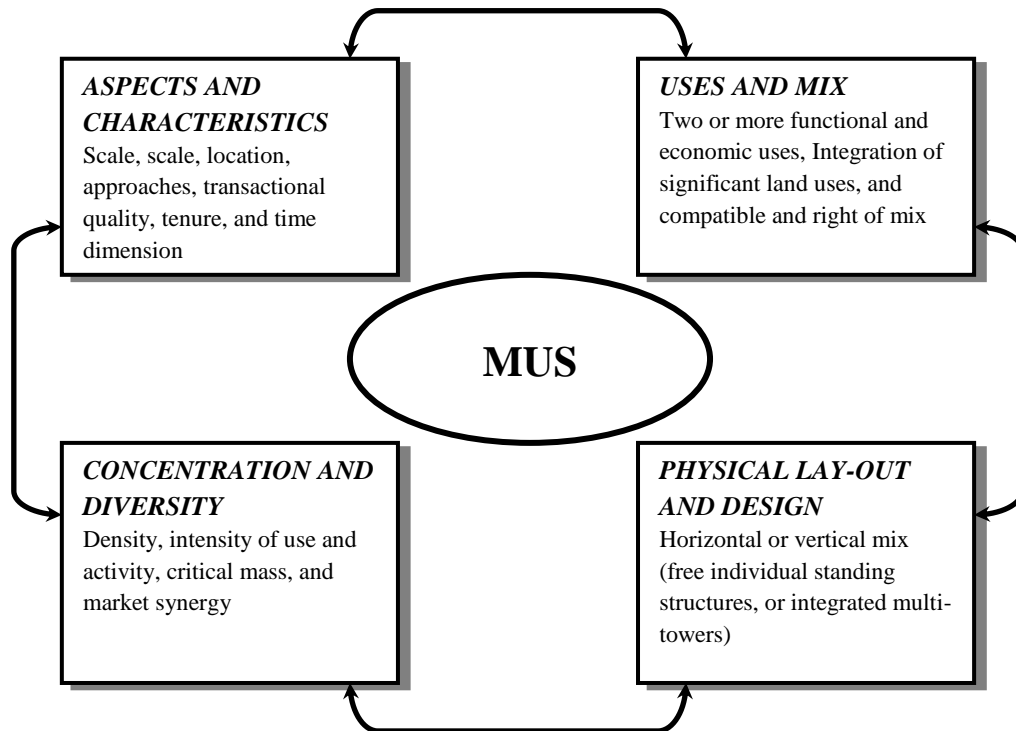 ASPECTS AND
CHARACTERISTICS
Scale, scale, location,
approaches, transactional
quality, tenure, and time
dimension
USES AND MIX
Two or more functional and
economic uses, Integration of
significant land uses, and
compatible and right of mix
MUS
CONCENTRATION AND
DIVERSITY
Density, intensity of use and
activity, critical mass, and
market synergy
PHYSICAL LAY-OUT
AND DESIGN
Horizontal or vertical mix
(free individual standing
structures, or integrated multi-
towers)